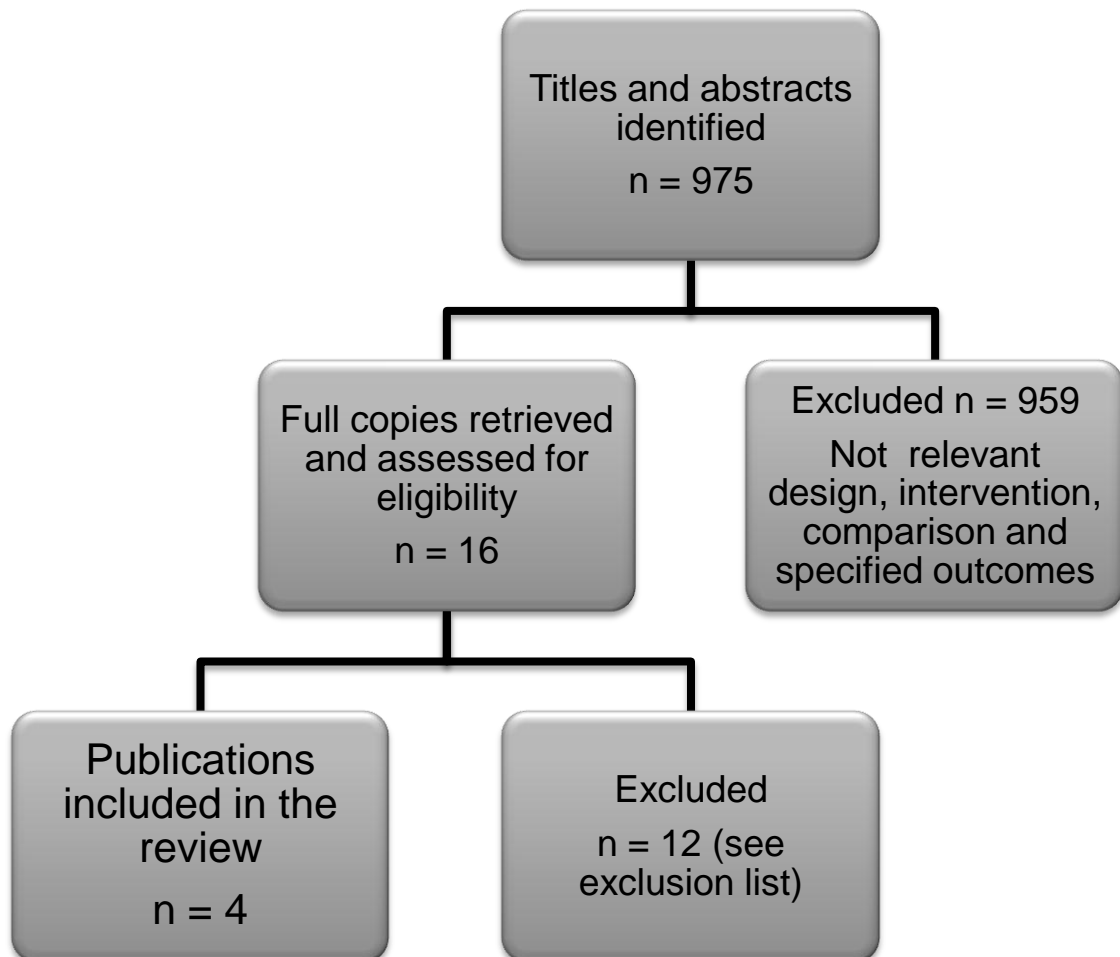 Titles and abstracts
identified
n = 975
Full copies retrieved
and assessed for
eligibility
n = 16
Excluded n = 959
Not  relevant
design, intervention,
comparison and
specified outcomes
Publications
included in the
review
n = 4
Excluded
n = 12 (see
exclusion list)